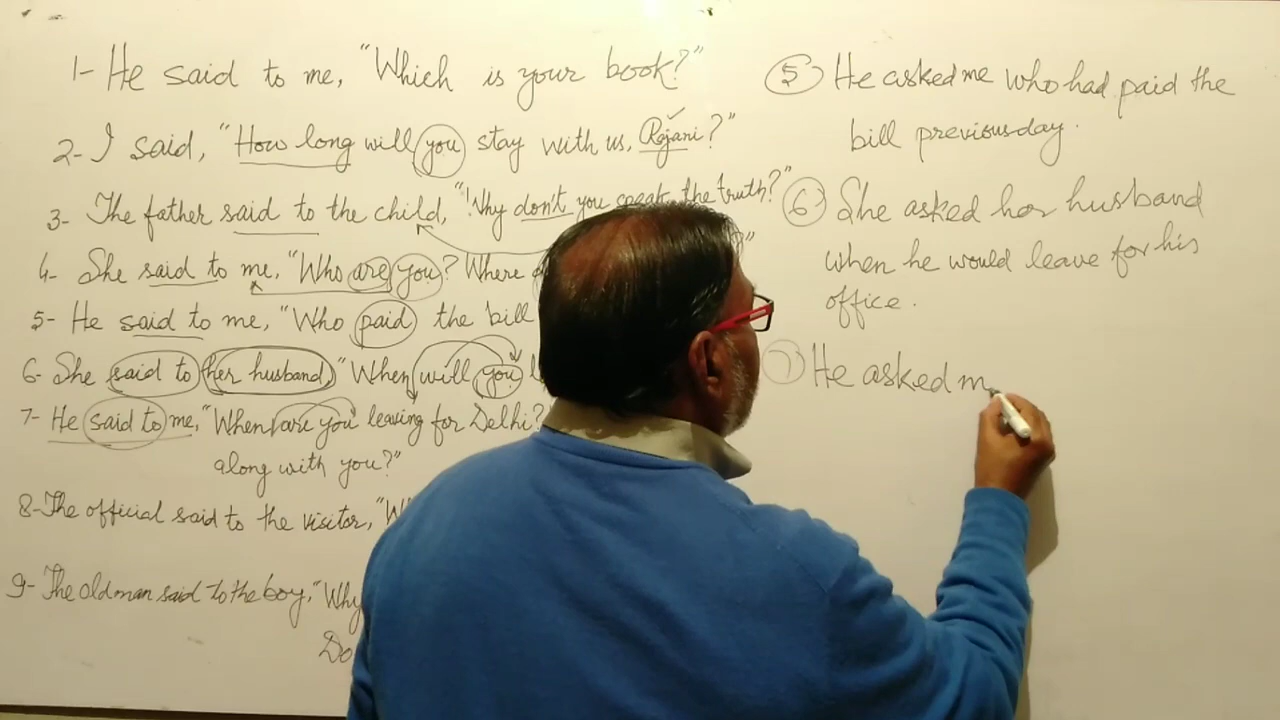 1- He said to me, "Which is your book?"
2- I said, "How long will you stay with us, Rajani?"
3- The father said to the child, "Why don't you speak the truth?"
4- She said to me, "Who are you? Where
5- He said to me, "Who paid the bill
6- She said to her husband, "When will you
7- He said to me, "When are you leaving for Delhi?
along with you?"
8- The official said to the visitor, "W
9- The old man said to the boy, "Why
Do
5 He asked me who had paid the
bill previous day.
6 She asked her husband
when he would leave for his
office.
7 He asked m